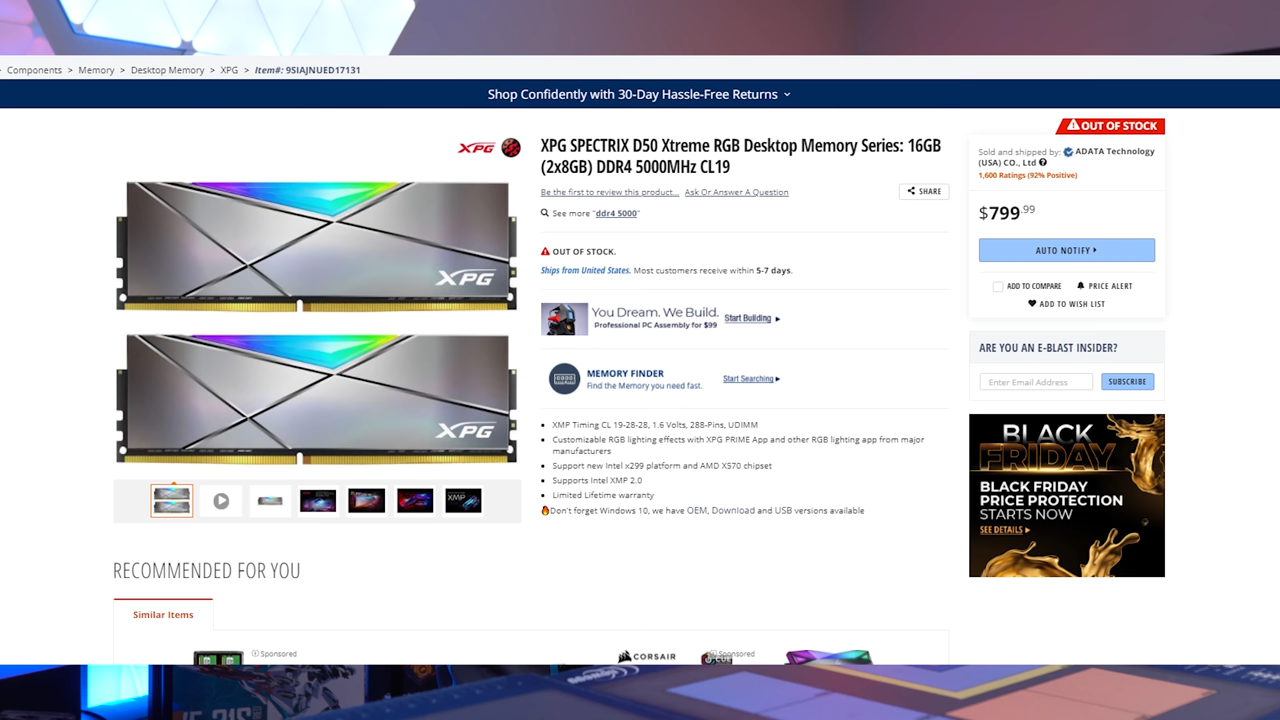 Components > Memory > Desktop Memory > XPG > Item#: 9SIAJNUED17131
Shop Confidently with 30-Day Hassle-Free Returns
OUT OF STOCK
XPG
XPG SPECTRIX D50 Xtreme RGB Desktop Memory Series: 16GB
(2x8GB) DDR4 5000MHz CL19
Be the first to review this product... Ask Or Answer A Question
SHARE
See more "ddr4 5000"
OUT OF STOCK.
Ships from United States. Most customers receive within 5-7 days.
You Dream. We Build.
Professional PC Assembly for $99
Start Building
MEMORY FINDER
Find the Memory you need fast.
Start Searching
XMP Timing CL 19-28-28, 1.6 Volts, 288-Pins, UDIMM
Customizable RGB lighting effects with XPG PRIME App and other RGB lighting app from major
manufacturers
Support new Intel x299 platform and AMD X570 chipset
Supports Intel XMP 2.0
Limited Lifetime warranty
Don't forget Windows 10, we have OEM, Download and USB versions available
XPG
XPG
XMP
Sold and shipped by: ADATA Technology
(USA) CO., Ltd
1,600 Ratings (92% Positive)
$799.99
AUTO NOTIFY
ADD TO COMPARE
PRICE ALERT
ADD TO WISH LIST
ARE YOU AN E-BLAST INSIDER?
Enter Email Address
SUBSCRIBE
BLACK
FRIDAY
BLACK FRIDAY
PRICE PROTECTION
STARTS NOW
SEE DETAILS
RECOMMENDED FOR YOU
Similar Items
Sponsored
CORSAIR
Sponsored